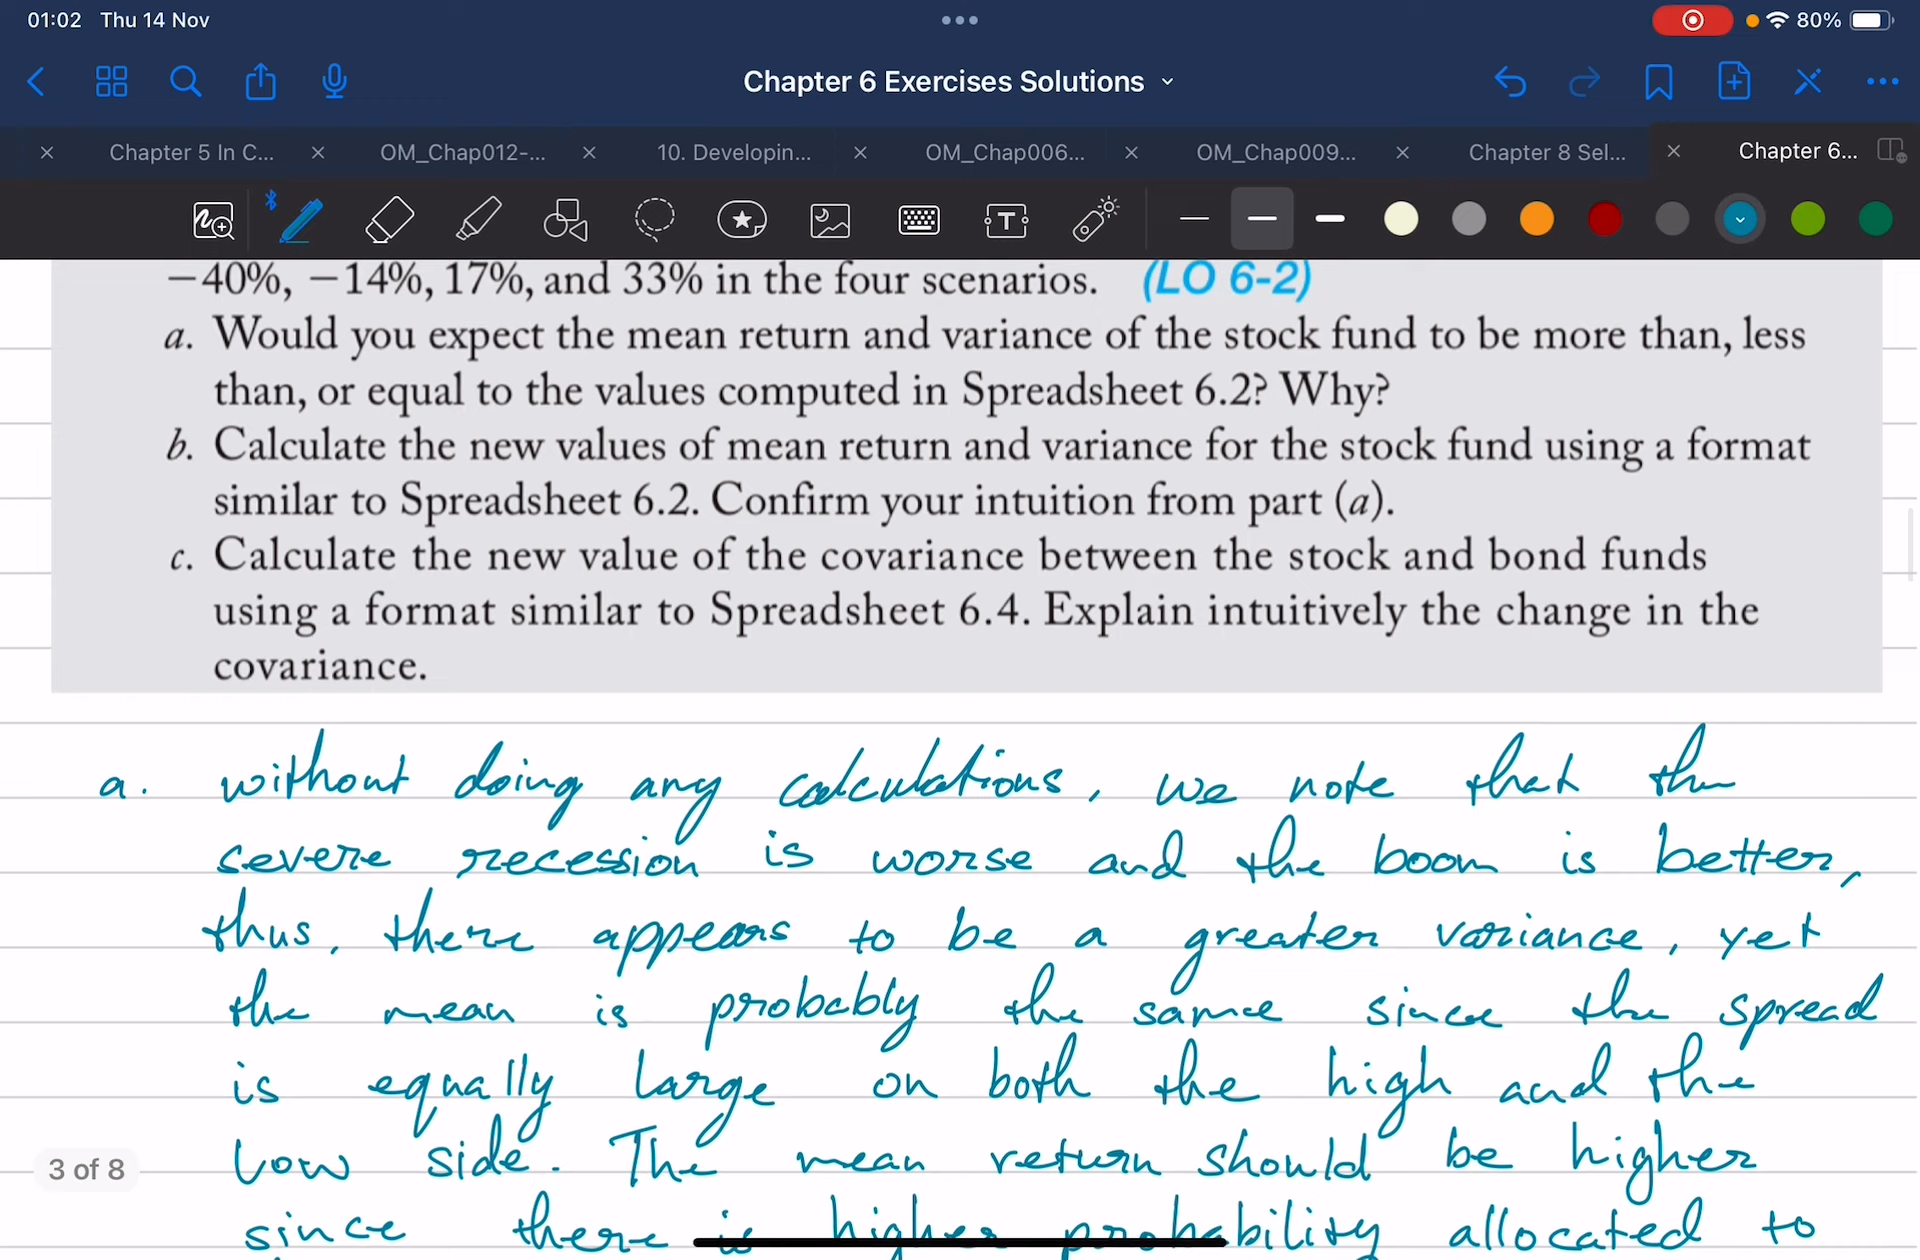 01:02 Thu 14 Nov
80%
Chapter 6 Exercises Solutions
Chapter 5 In C...
OM_Chap012-...
10. Developin...
OM_Chap006...
OM_Chap009...
Chapter 8 Sel...
Chapter 6...
−40%, −14%, 17%, and 33% in the four scenarios. (LO 6-2)
a. Would you expect the mean return and variance of the stock fund to be more than, less
than, or equal to the values computed in Spreadsheet 6.2? Why?
b. Calculate the new values of mean return and variance for the stock fund using a format
similar to Spreadsheet 6.2. Confirm your intuition from part (a).
c. Calculate the new value of the covariance between the stock and bond funds
using a format similar to Spreadsheet 6.4. Explain intuitively the change in the
covariance.
a. without doing any calculations, we note that the
severe recession is worse and the boom is better,
thus, there appears to be a greater variance, yet
the mean is probably the same since the spread
is equally large on both the high and the
low side. The mean return should be higher
since there is higher probability allocated to
3 of 8